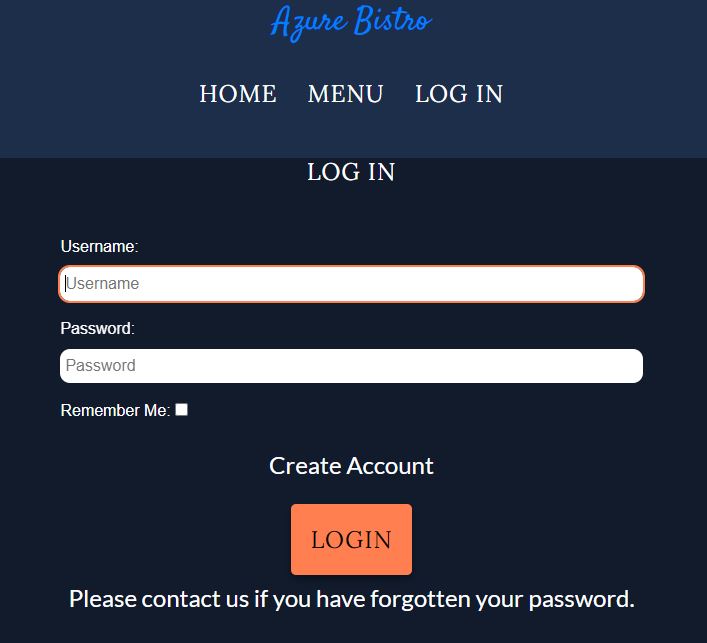 Azure Bistro
HOME MENU LOG IN
LOG IN
Username:
Username
Password:
Password
Remember Me:
Create Account
LOGIN
Please contact us if you have forgotten your password.